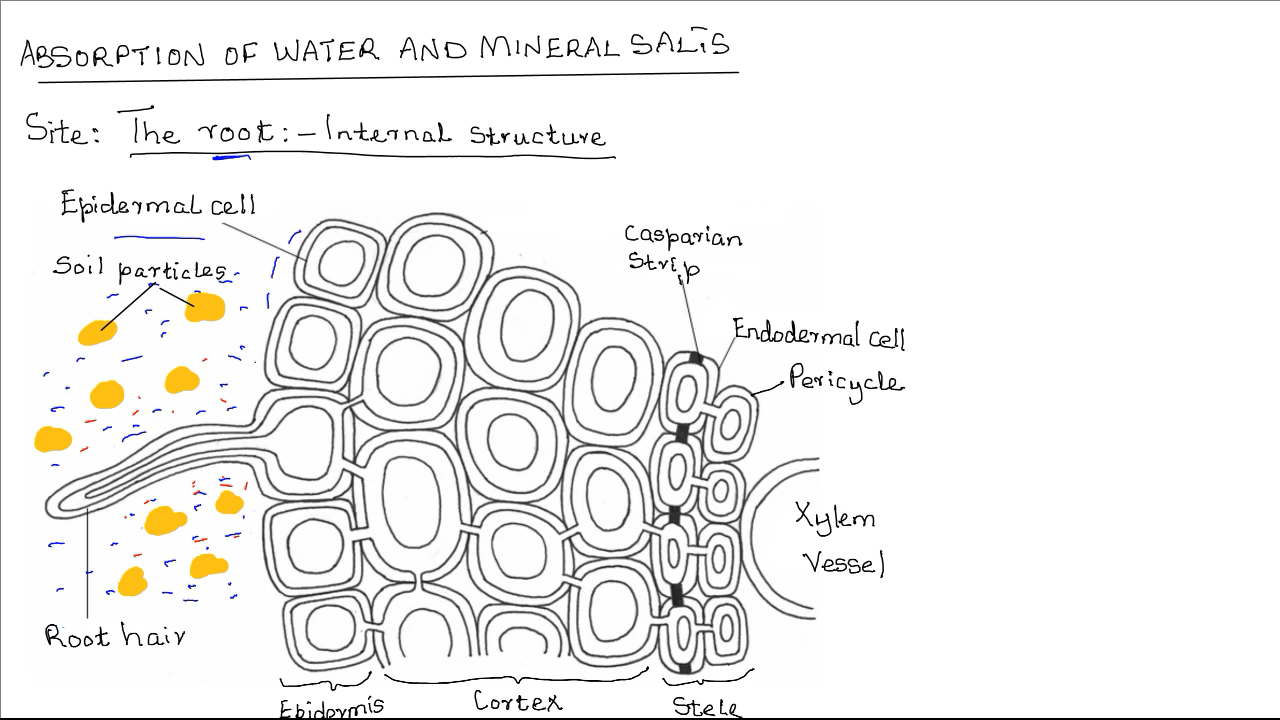 ABSORPTION OF WATER AND MINERAL SALTS
Site: The root:- Internal structure
Epidermal cell
Soil particles
Casparian
Strip
Endodermal cell
Pericycle
Xylem
Vessel
Root hair
Epidermis
Cortex
Stele